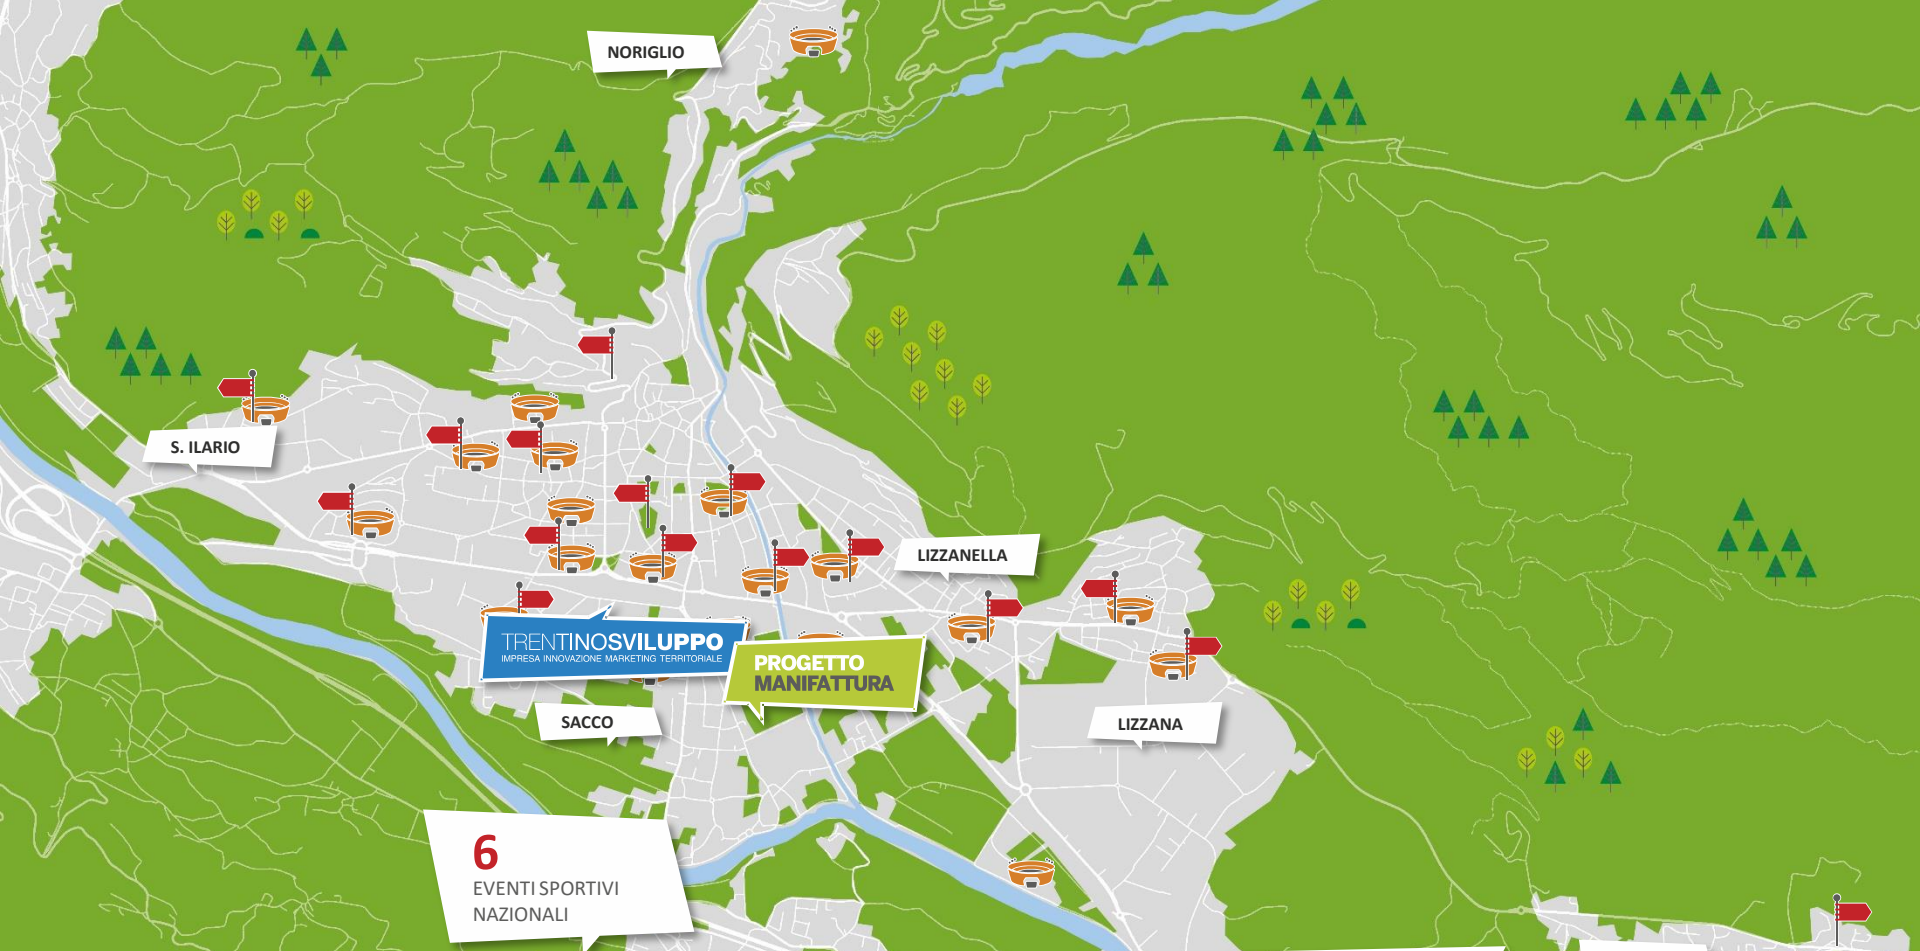 NORIGLIO
S. ILARIO
LIZZANELLA
TRENTINOSVILUPPO
IMPRESA INNOVAZIONE MARKETING TERRITORIALE
PROGETTO
MANIFATTURA
SACCO
LIZZANA
6
EVENTI SPORTIVI
NAZIONALI